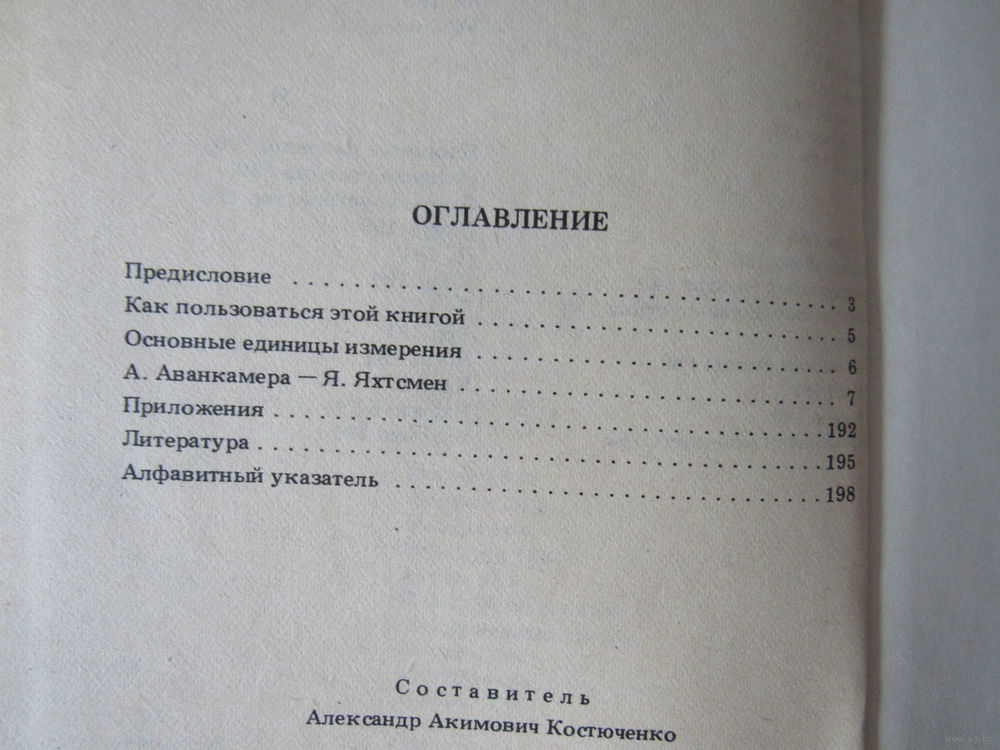 ОГЛАВЛЕНИЕ
Предисловие . . . . . . . . . . . . . . . . . . . . . . . . . . . . . . . . . . . . 3
Как пользоваться этой книгой . . . . . . . . . . . . . . . . . . . . . . . . 5
Основные единицы измерения . . . . . . . . . . . . . . . . . . . . . . . . 6
А. Аванкамера — Я. Яхтсмен . . . . . . . . . . . . . . . . . . . . . . . . . 7
Приложения . . . . . . . . . . . . . . . . . . . . . . . . . . . . . . . . . . . . 192
Литература . . . . . . . . . . . . . . . . . . . . . . . . . . . . . . . . . . . . . 195
Алфавитный указатель . . . . . . . . . . . . . . . . . . . . . . . . . . . . 198
Составитель
Александр Акимович Костюченко